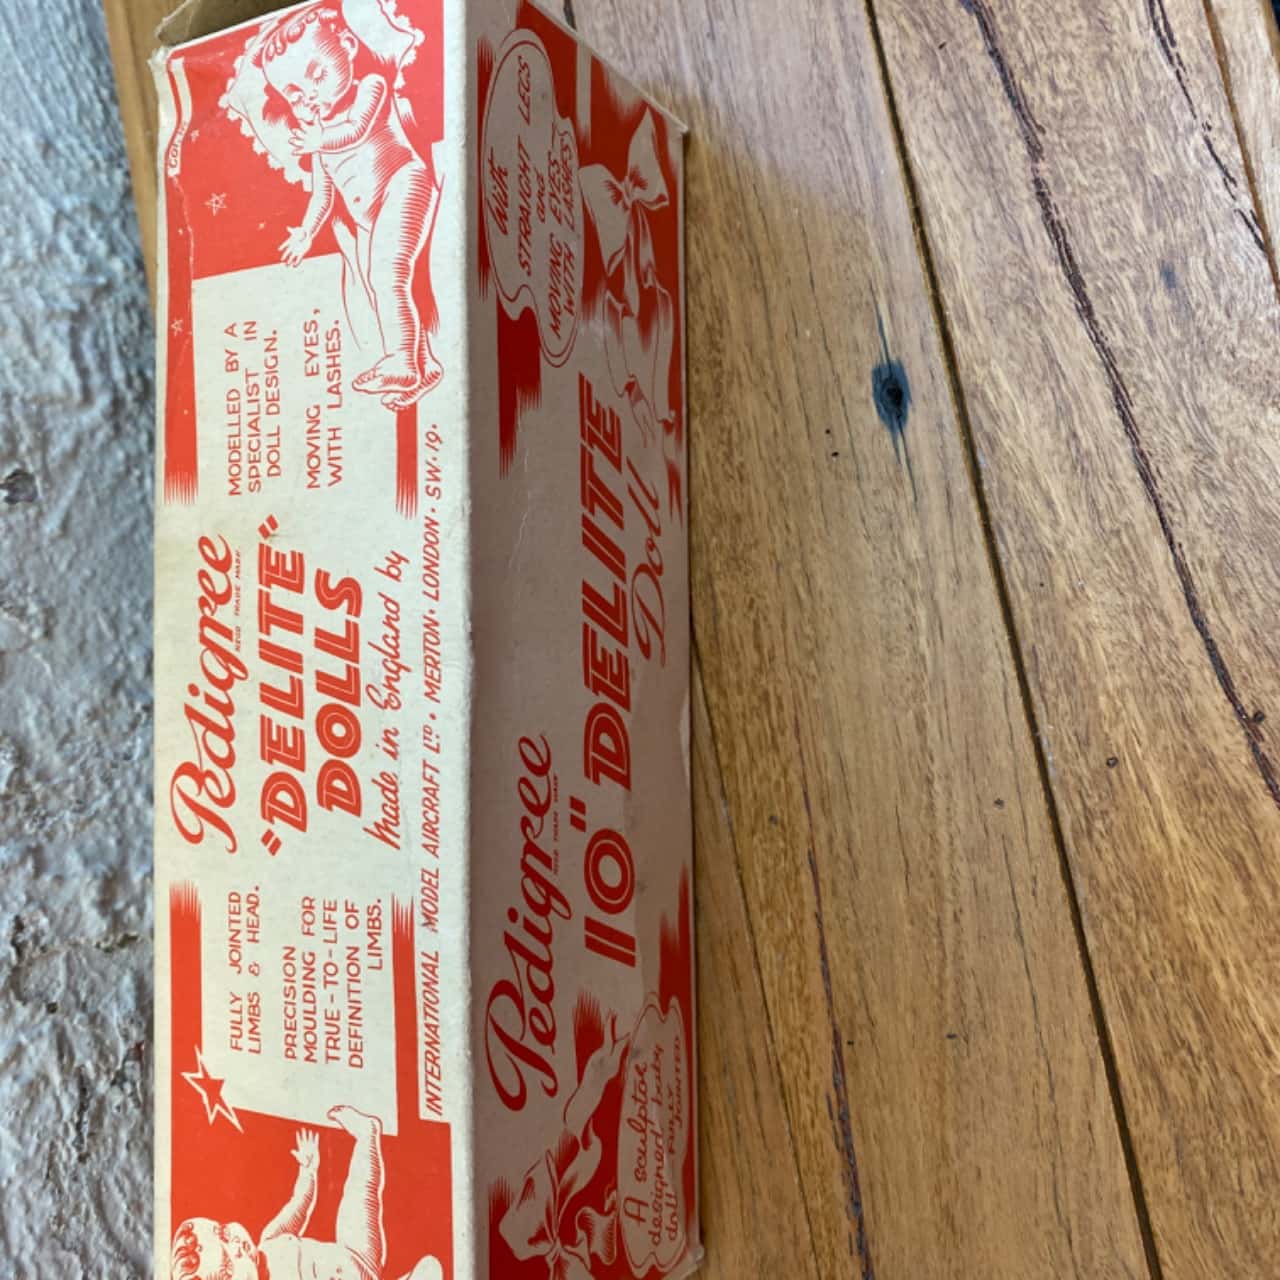 FULLY JOINTED
LIMBS & HEAD.
PRECISION
MOULDING FOR
TRUE-TO-LIFE
DEFINITION OF
LIMBS.
Pedigree
REGD TRADE MARK
"DELITE"
DOLLS
Made in England by
MODELLED BY A
SPECIALIST IN
DOLL DESIGN.
MOVING EYES,
WITH LASHES.
INTERNATIONAL MODEL AIRCRAFT LTD. MERTON. LONDON. SW.19.
A sculptor
designed baby
doll
FULLY
JOINTED
Pedigree
REGD TRADE MARK
10" DELITE
Doll
With
STRAIGHT LEGS
and
MOVING EYES
WITH LASHES